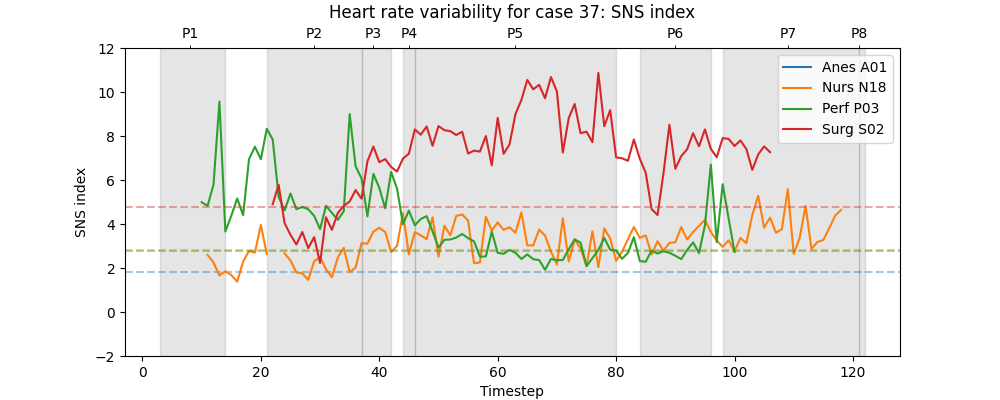 Heart rate variability for case 37: SNS index
P1 P2 P3 P4 P5 P6 P7 P8
12
10
8
6
4
2
0
−2
SNS index
Anes A01
Nurs N18
Perf P03
Surg S02
0 20 40 60 80 100 120
Timestep